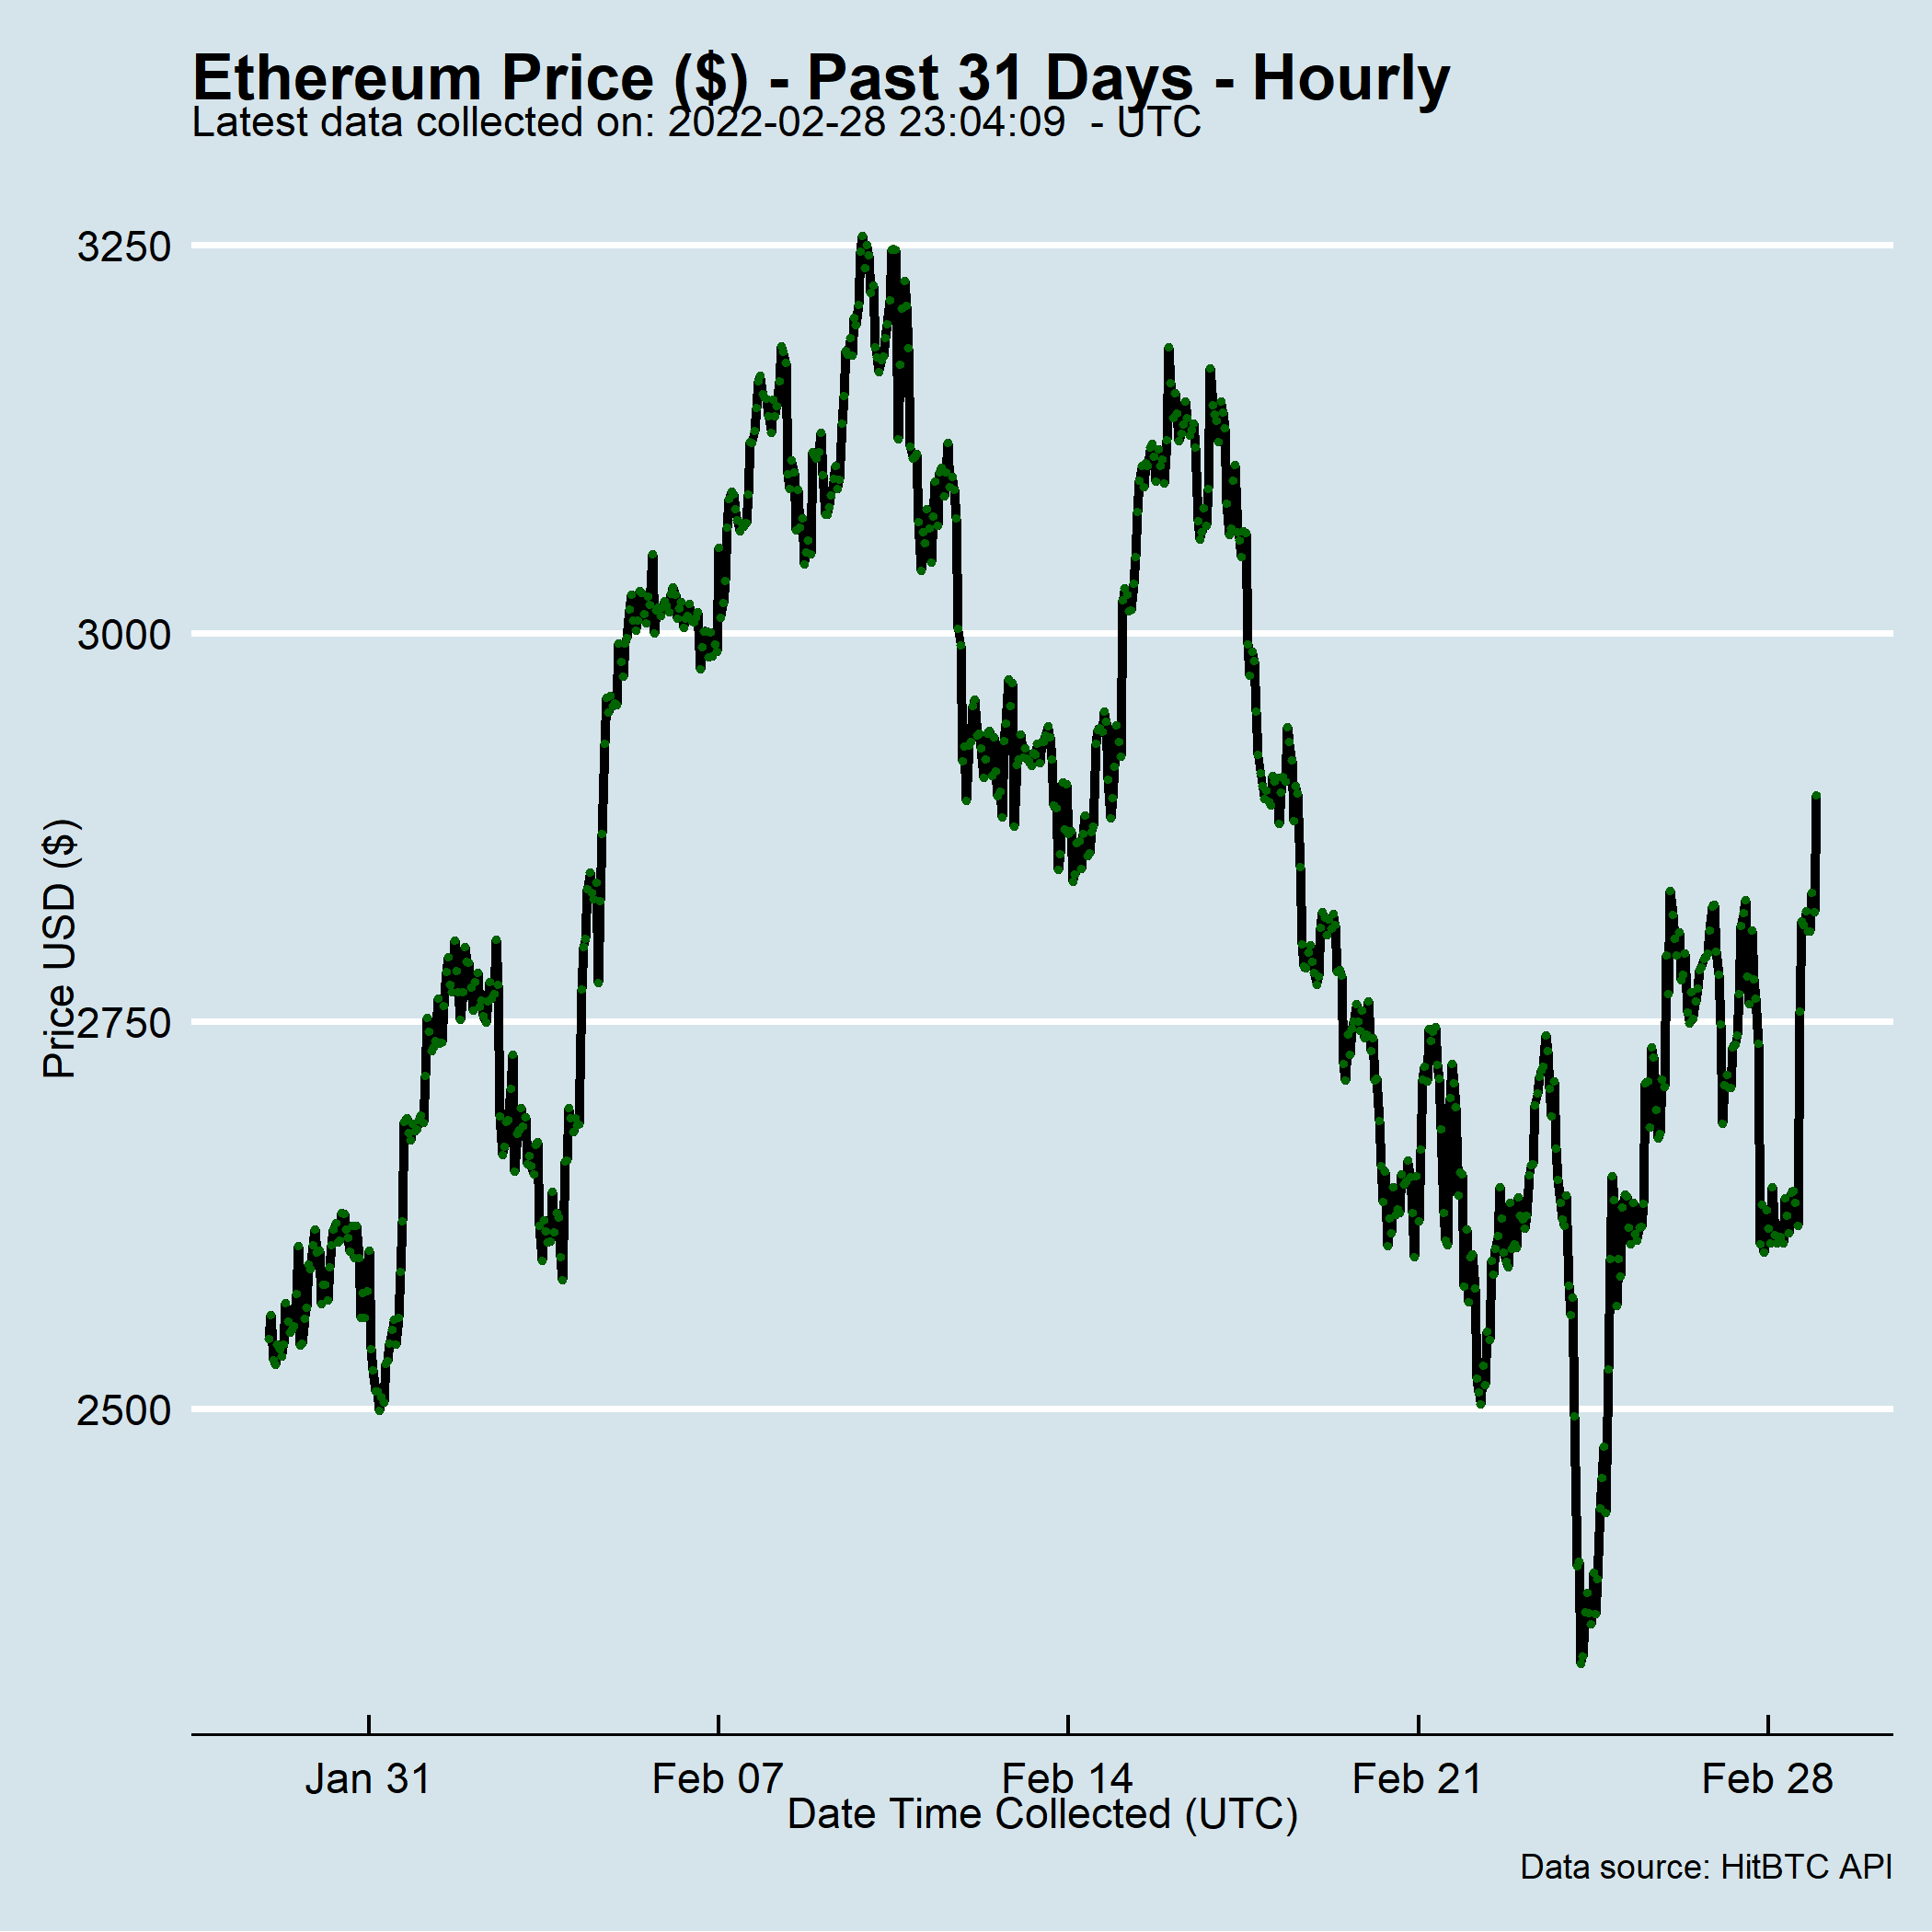 Ethereum Price ($) - Past 31 Days - Hourly
Latest data collected on: 2022-02-28 23:04:09  - UTC
3250
3000
2750
2500
Price USD ($)
Jan 31
Feb 07
Feb 14
Feb 21
Feb 28
Date Time Collected (UTC)
Data source: HitBTC API